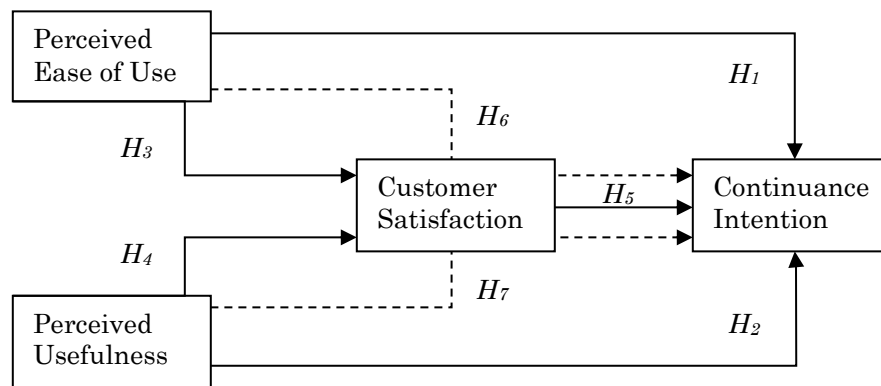 Perceived
Ease of Use
H1
H6
H3
Customer
Satisfaction
H5
Continuance
Intention
H4
H7
H2
Perceived
Usefulness